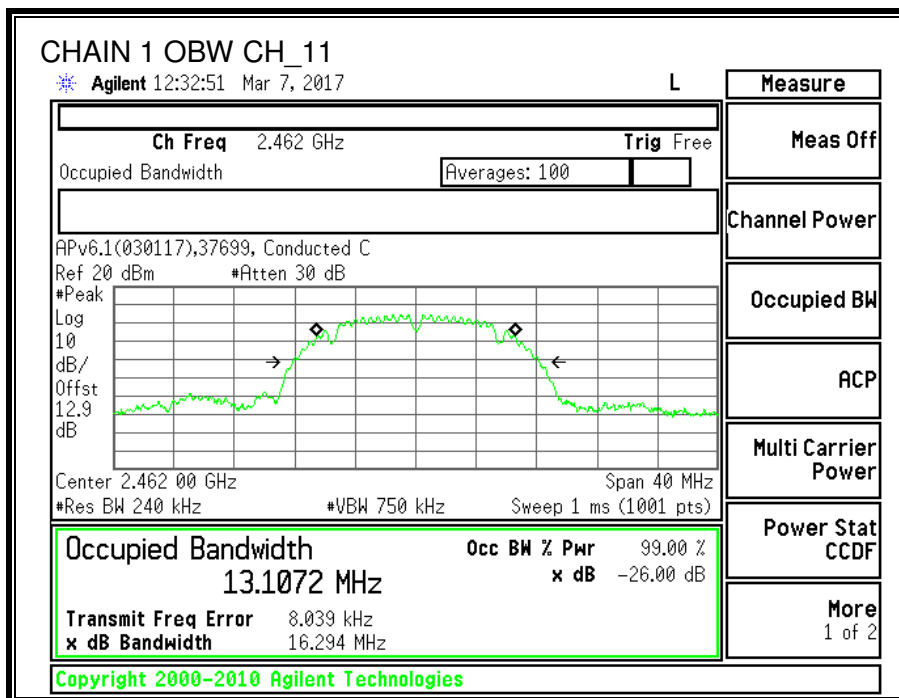 CHAIN 1 OBW CH_11
Agilent 12:32:51 Mar 7, 2017 L
Measure
Ch Freq 2.462 GHz Trig Free
Occupied Bandwidth Averages: 100
APv6.1(030117),37699, Conducted C
Ref 20 dBm #Atten 30 dB
#Peak
Log
10
dB/
Offst
12.9
dB
Center 2.462 00 GHz Span 40 MHz
#Res BW 240 kHz #VBW 750 kHz Sweep 1 ms (1001 pts)
Occupied Bandwidth Occ BW % Pwr 99.00 %
13.1072 MHz x dB -26.00 dB
Transmit Freq Error 8.039 kHz
x dB Bandwidth 16.294 MHz
Meas Off
Channel Power
Occupied BW
ACP
Multi Carrier
Power
Power Stat
CCDF
More
1 of 2
Copyright 2000-2010 Agilent Technologies